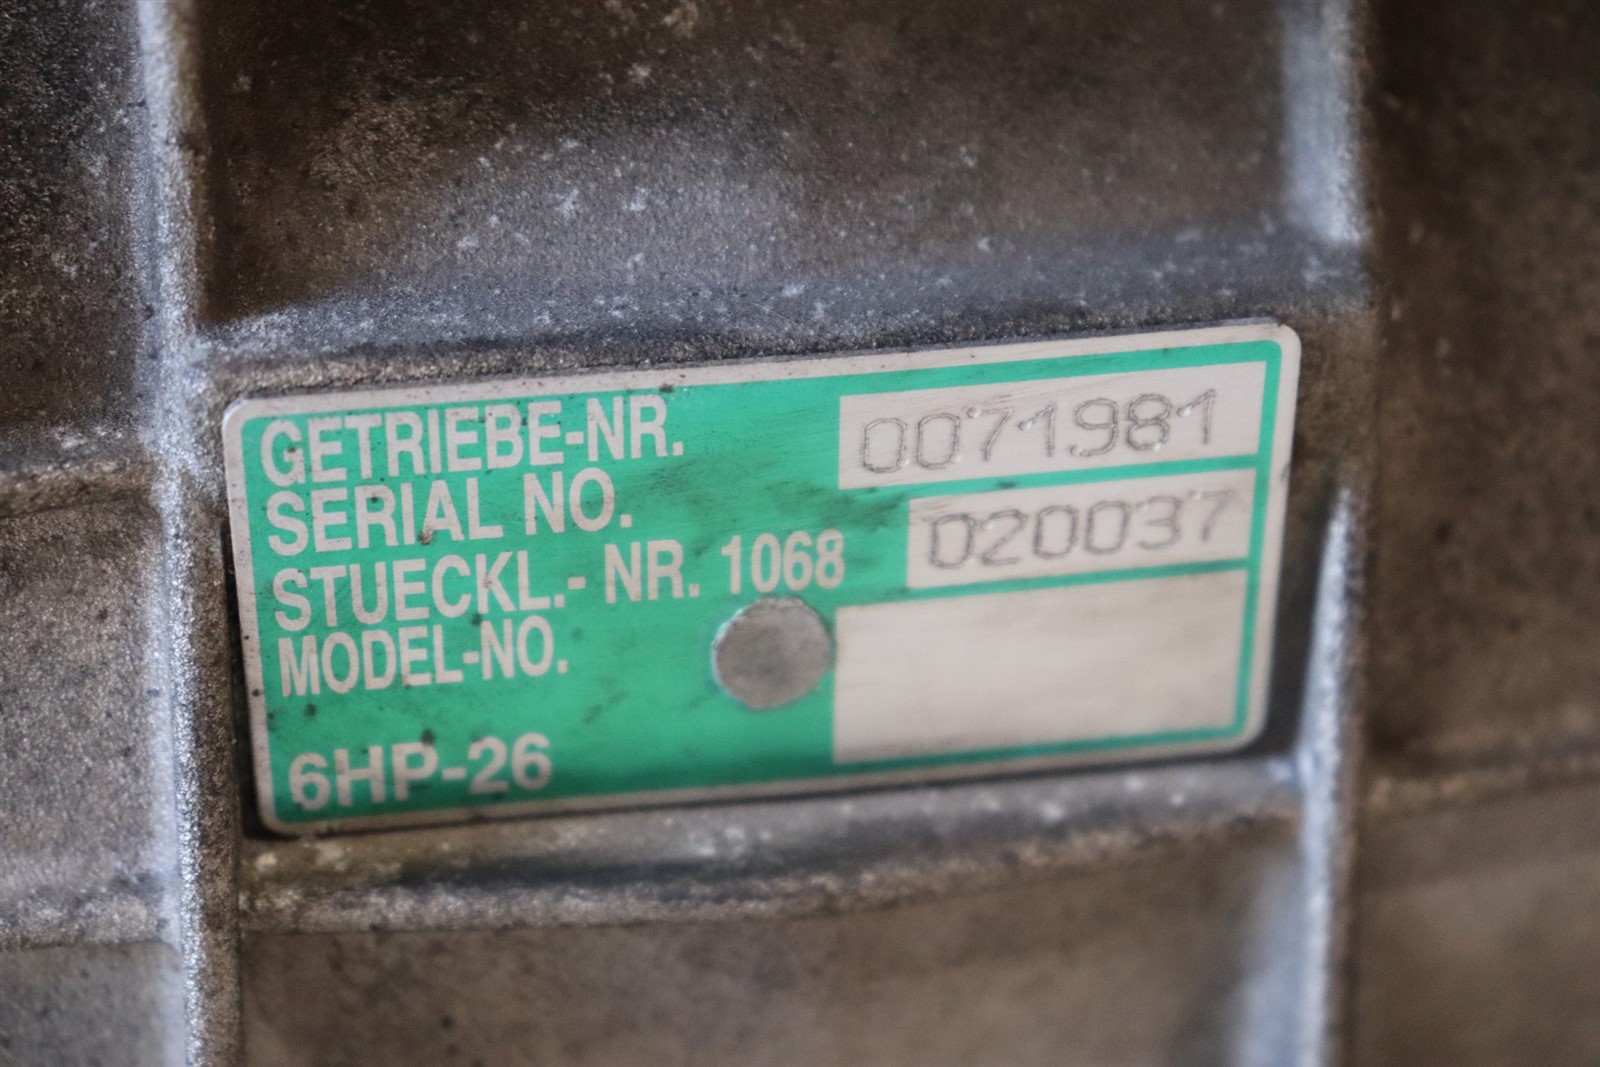 GETRIEBE-NR. 0071981
SERIAL NO.
STUECKL.- NR. 1068 020037
MODEL-NO.
6HP-26